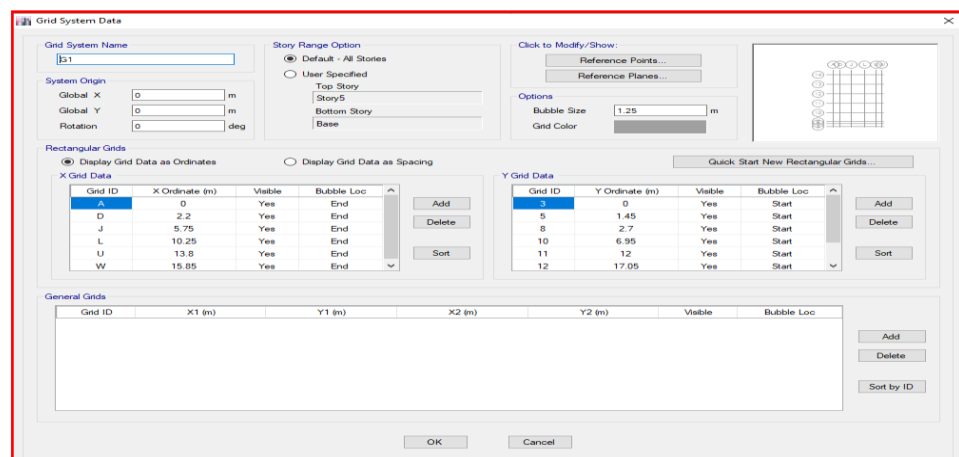 Grid System Data
Grid System Name
G1
System Origin
Global X 0 m
Global Y 0 m
Rotation 0 deg
Story Range Option
Default - All Stories
User Specified
Top Story
Story5
Bottom Story
Base
Click to Modify/Show:
Reference Points...
Reference Planes...
Options
Bubble Size 1.25 m
Grid Color
Rectangular Grids
Display Grid Data as Ordinates Display Grid Data as Spacing Quick Start New Rectangular Grids...
X Grid Data
Grid ID X Ordinate (m) Visible Bubble Loc
A 0 Yes End
D 2.2 Yes End
J 5.75 Yes End
L 10.25 Yes End
U 13.8 Yes End
W 15.85 Yes End
Add
Delete
Sort
Y Grid Data
Grid ID Y Ordinate (m) Visible Bubble Loc
3 0 Yes Start
5 1.45 Yes Start
8 2.7 Yes Start
10 6.95 Yes Start
11 12 Yes Start
12 17.05 Yes Start
Add
Delete
Sort
General Grids
Grid ID X1 (m) Y1 (m) X2 (m) Y2 (m) Visible Bubble Loc
Add
Delete
Sort by ID
OK Cancel